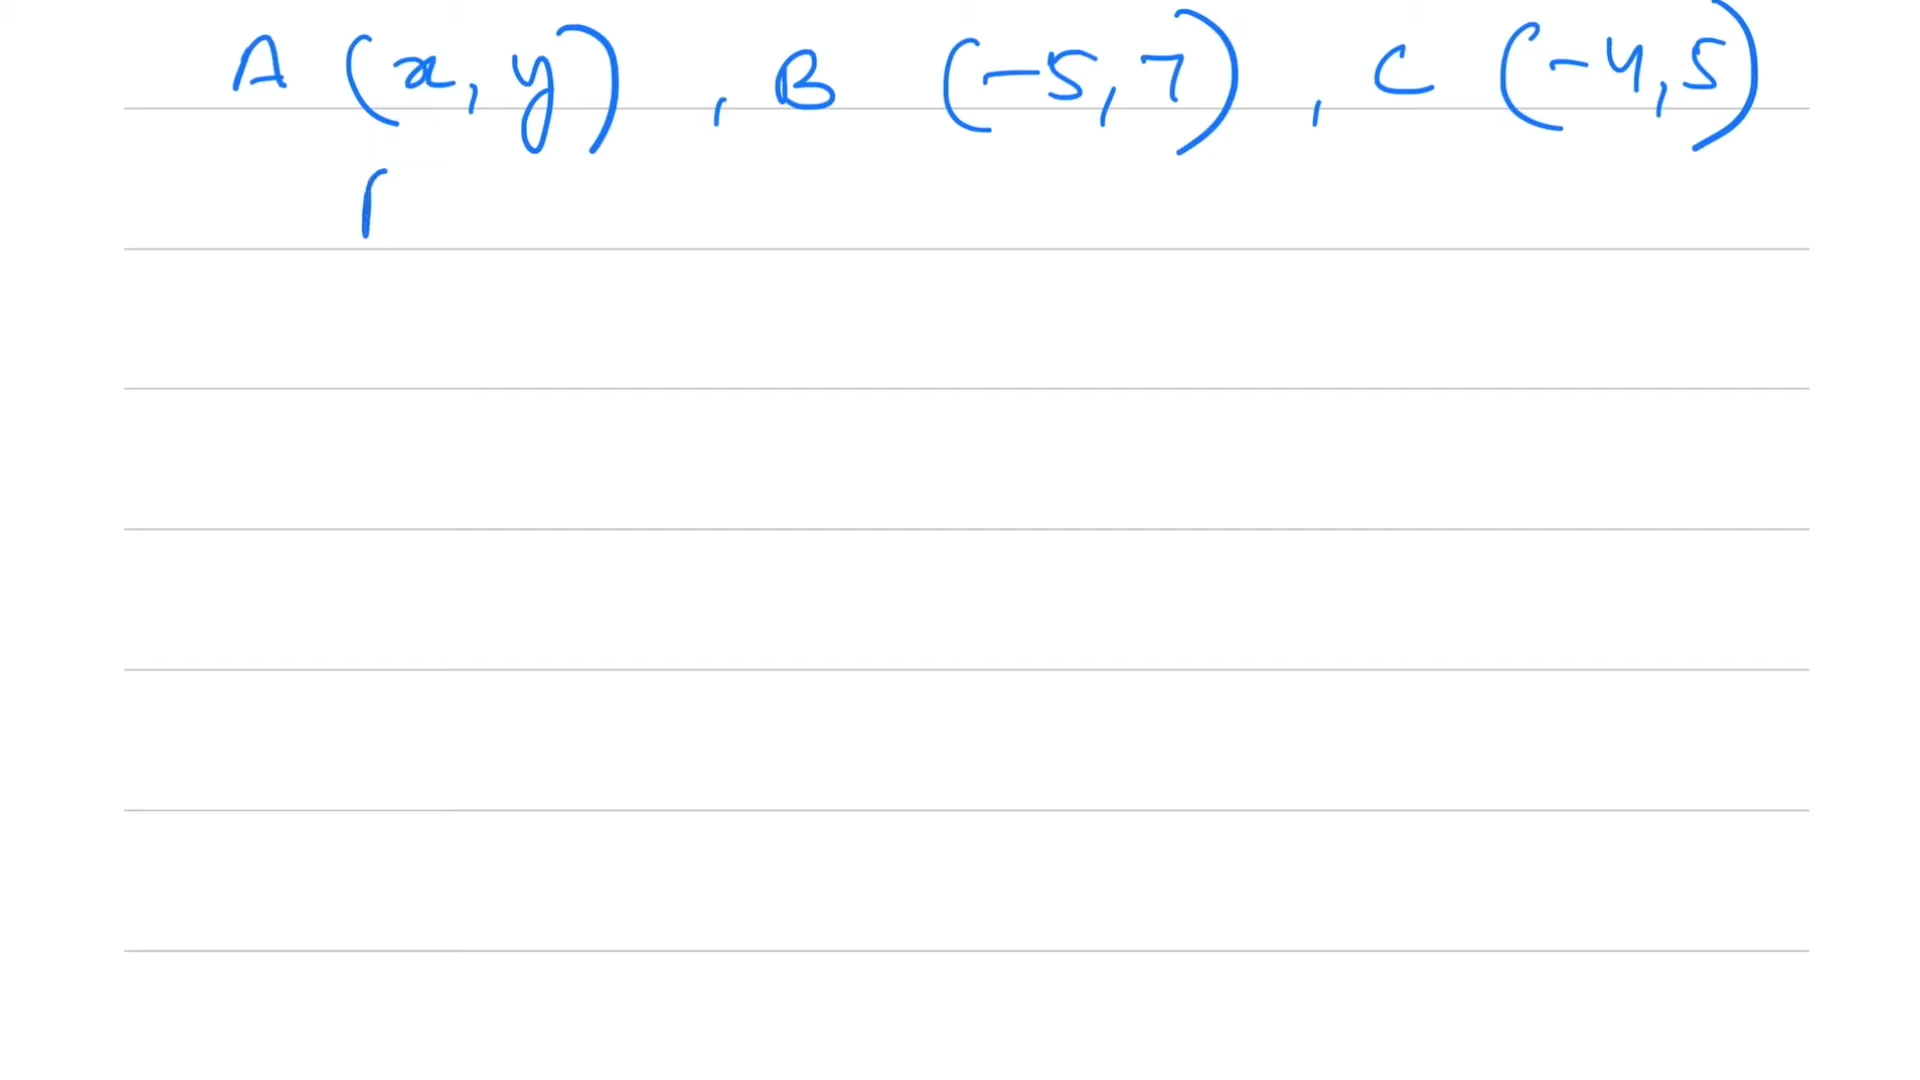 A (x, y) , B (-5, 7) , C (-4, 5)